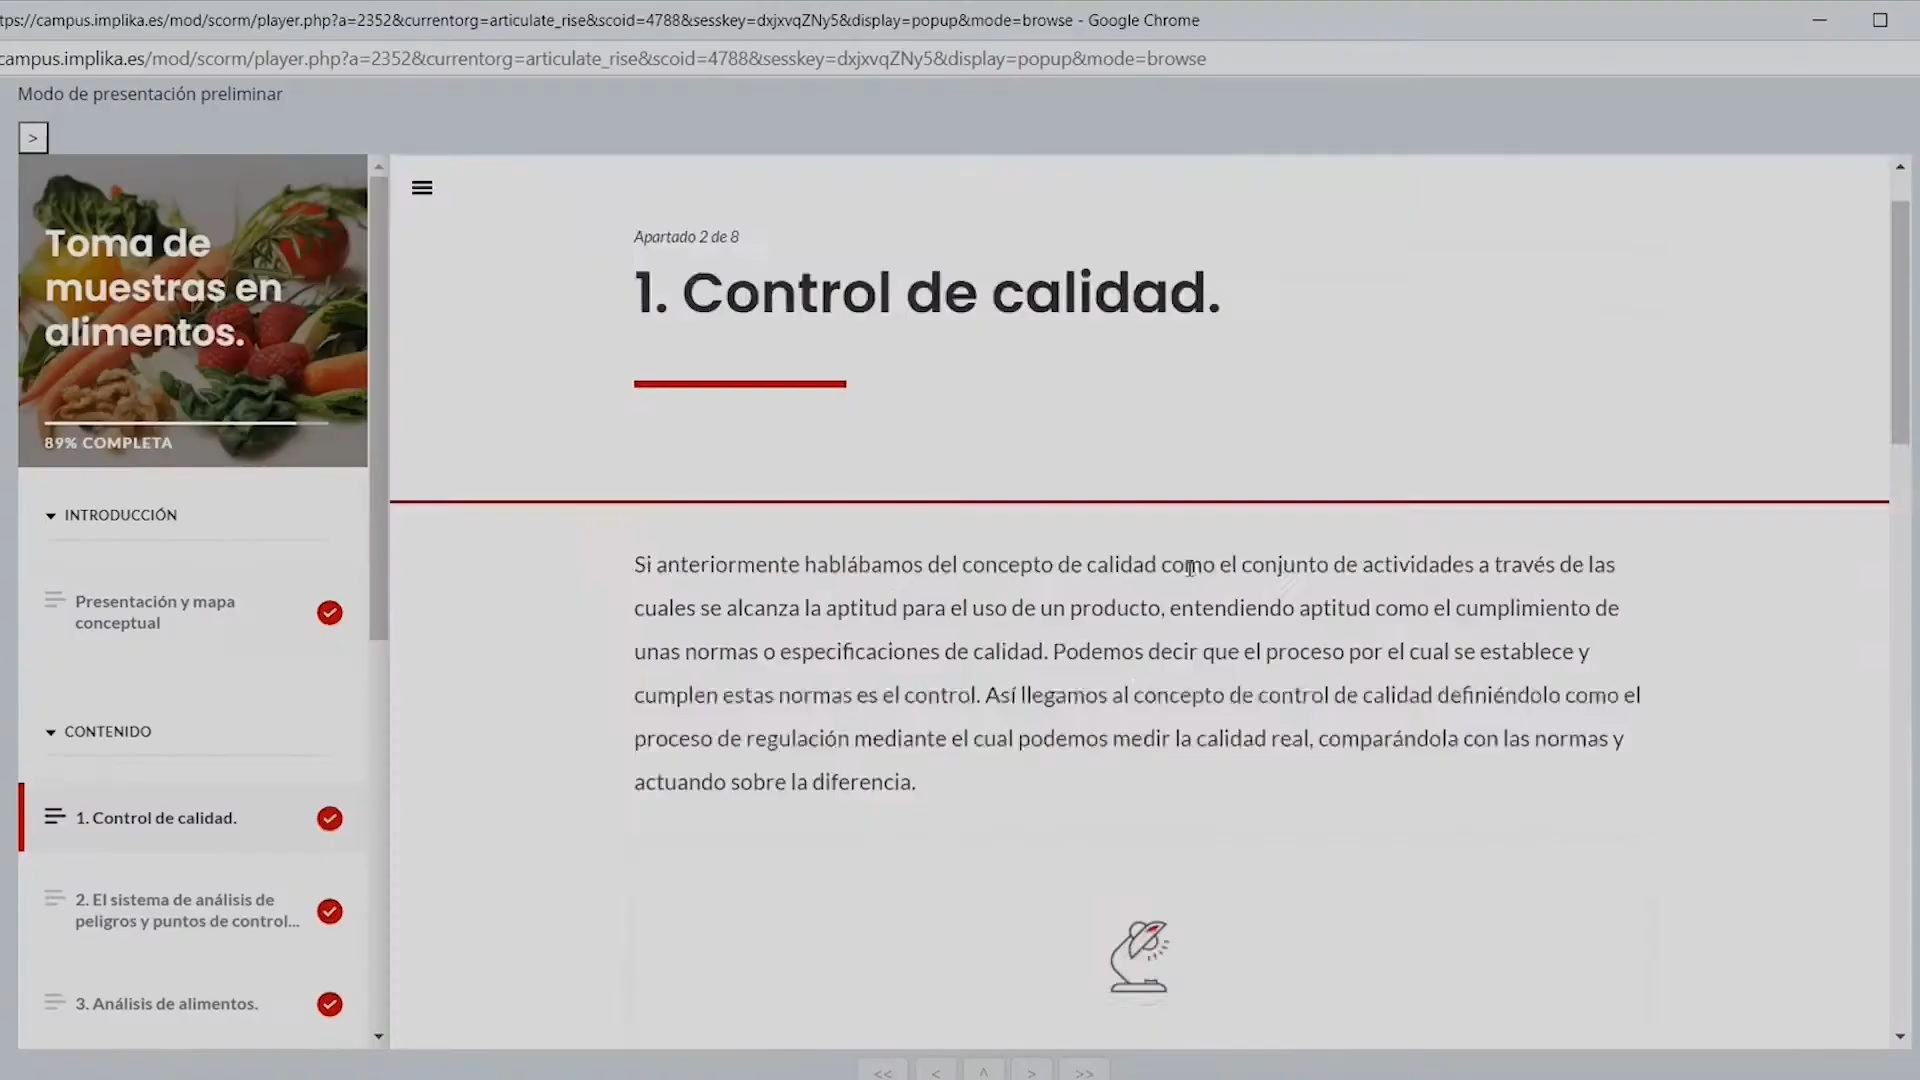 tps://campus.implika.es/mod/scorm/player.php?a=2352&currentorg=articulate_rise&scoid=4788&sesskey=dxjxvqZNy5&display=popup&mode=browse - Google Chrome
campus.implika.es/mod/scorm/player.php?a=2352&currentorg=articulate_rise&scoid=4788&sesskey=dxjxvqZNy5&display=popup&mode=browse
Modo de presentación preliminar
>
Toma de
muestras en
alimentos.
89% COMPLETA
INTRODUCCIÓN
Presentación y mapa
conceptual
CONTENIDO
1. Control de calidad.
2. El sistema de análisis de
peligros y puntos de control...
3. Análisis de alimentos.
Apartado 2 de 8
1. Control de calidad.
Si anteriormente hablábamos del concepto de calidad como el conjunto de actividades a través de las
cuales se alcanza la aptitud para el uso de un producto, entendiendo aptitud como el cumplimiento de
unas normas o especificaciones de calidad. Podemos decir que el proceso por el cual se establece y
cumplen estas normas es el control. Así llegamos al concepto de control de calidad definiéndolo como el
proceso de regulación mediante el cual podemos medir la calidad real, comparándola con las normas y
actuando sobre la diferencia.
<< < ^ > >>